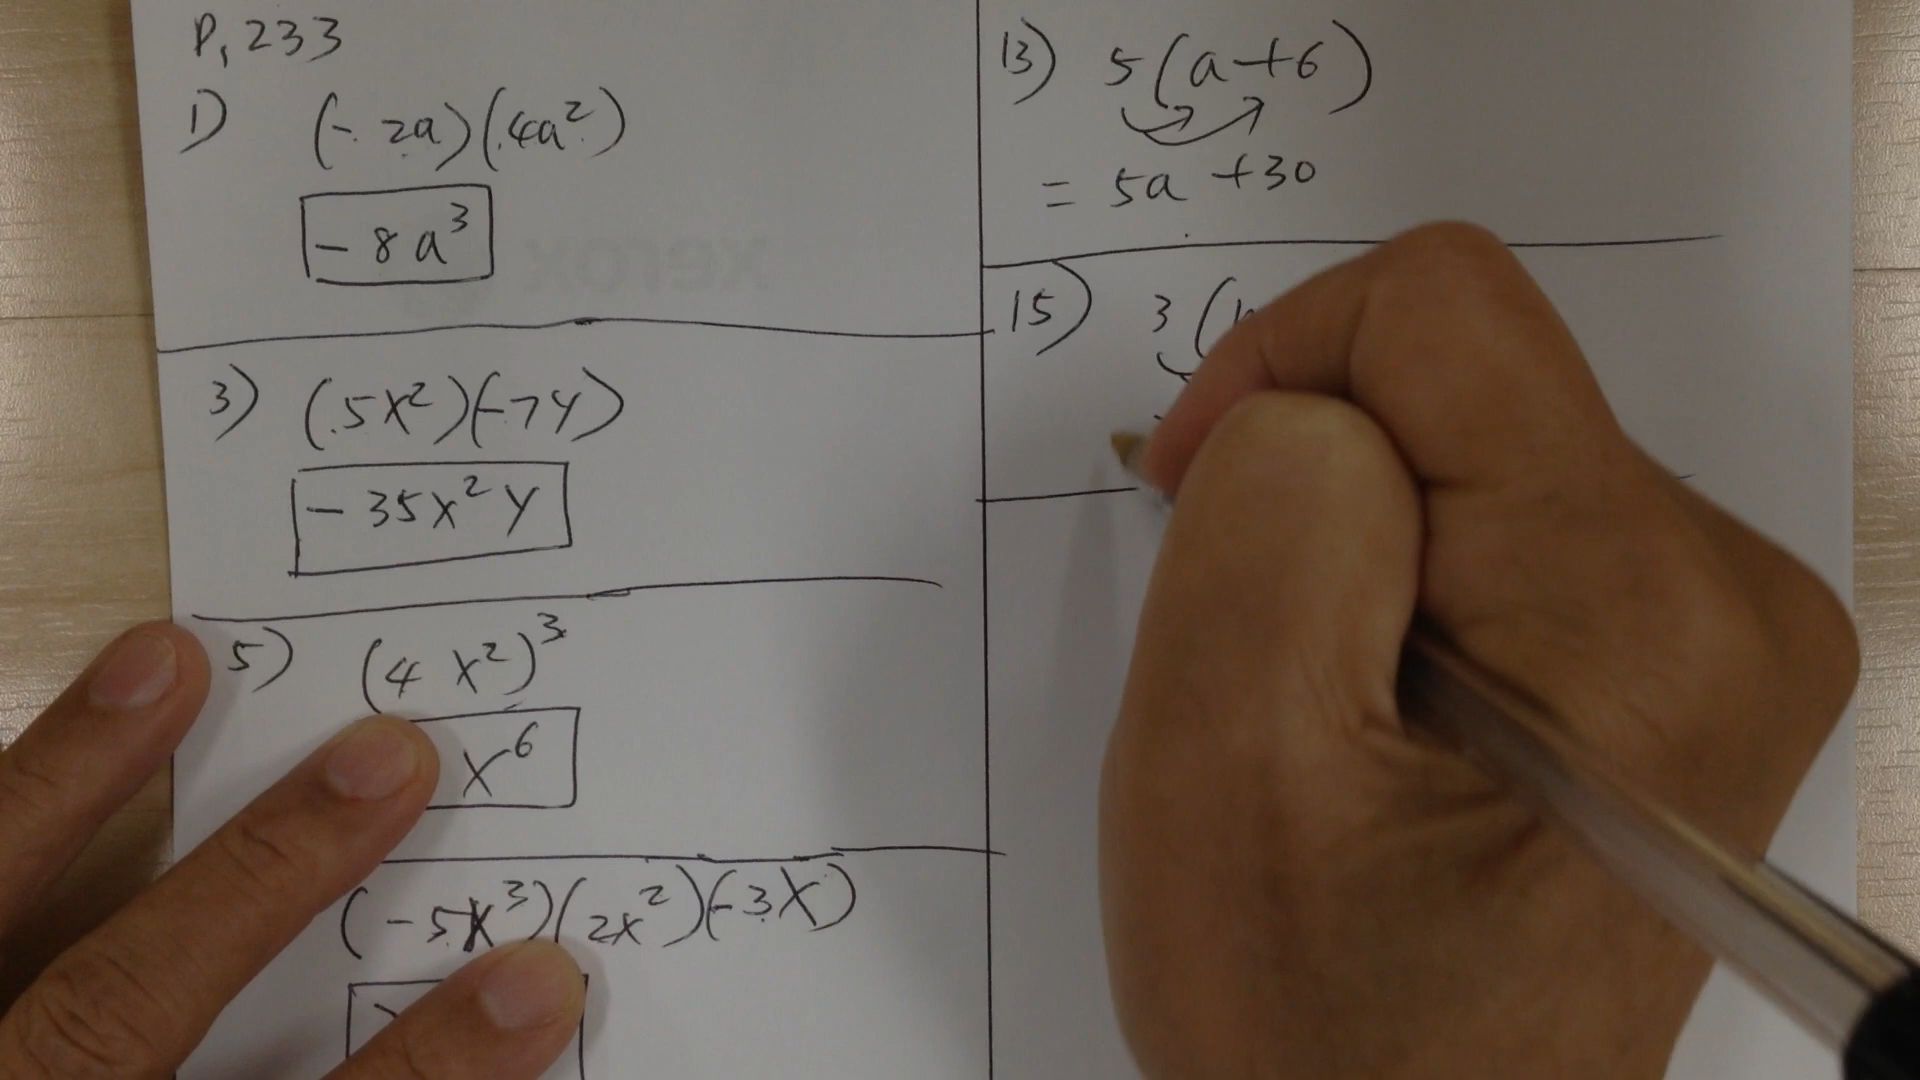 P, 233
1) (-2a)(4a²)
-8a³
3) (5x²)(-7y)
-35x²y
5) (4x²)³
x⁶
(-5x³)(2x²)(-3x)
13) 5(a+6)
= 5a +30
15) 3(
xerox